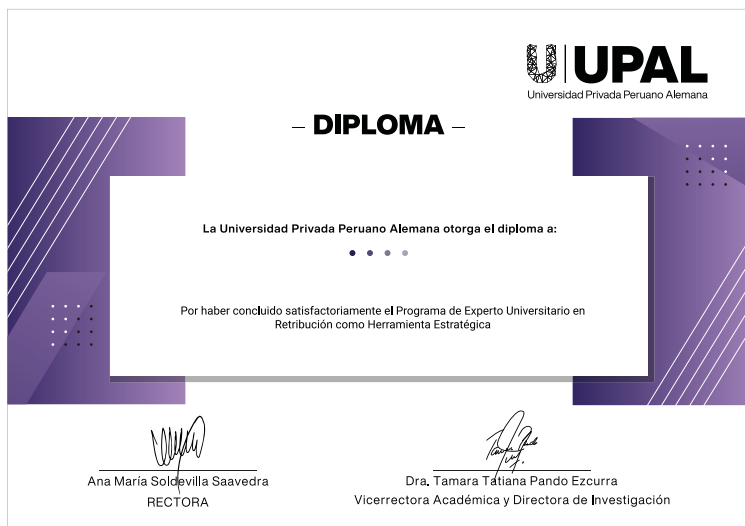 UPAL
Universidad Privada Peruano Alemana
– DIPLOMA –
La Universidad Privada Peruano Alemana otorga el diploma a:
Por haber concluido satisfactoriamente el Programa de Experto Universitario en
Retribución como Herramienta Estratégica
Ana María Soldevilla Saavedra
RECTORA
Dra. Tamara Tatiana Pando Ezcurra
Vicerrectora Académica y Directora de Investigación